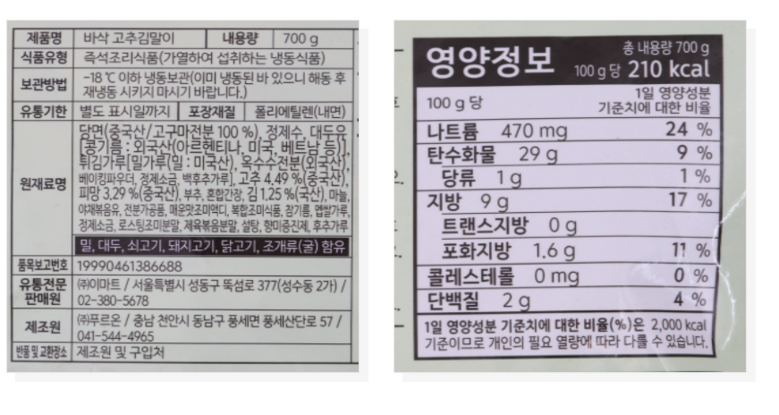 제품명 바삭 고추김말이 내용량 700 g
식품유형 즉석조리식품(가열하여 섭취하는 냉동식품)
보관방법 -18 ℃ 이하 냉동보관(이미 냉동된 바 있으니 해동 후
재냉동 시키지 마시기 바랍니다.)
유통기한 별도 표시일까지 포장재질 폴리에틸렌(내면)
원재료명
당면(중국산/고구마전분 100 %), 정제수, 대두유
[콩기름 : 외국산(아르헨티나, 미국, 베트남 등)],
튀김가루[밀가루(밀 : 미국산), 옥수수전분(외국산),
베이킹파우더, 정제소금, 백후추가루], 고추 4.49 %(중국산),
피망 3.29 %(중국산), 부추, 혼합간장, 김 1.25 %(국산), 마늘,
야채볶음유, 전분가공품, 매운맛조미액디, 복합조미식품, 참기름, 멥쌀가루,
정제소금, 로스팅조미분말, 제육볶음분말, 설탕, 향미증진제, 후추가루
밀, 대두, 쇠고기, 돼지고기, 닭고기, 조개류(굴) 함유
품목보고번호 19990461386688
유통전문
판매원
㈜이마트 / 서울특별시 성동구 뚝섬로 377(성수동 2가) /
02-380-5678
제조원
㈜푸르온 / 충남 천안시 동남구 풍세면 풍세산단로 57 /
041-544-4965
반품 및 교환장소 제조원 및 구입처
영양정보
총 내용량 700 g
100 g 당 210 kcal
100 g 당
1일 영양성분
기준치에 대한 비율
나트륨 470 mg 24 %
탄수화물 29 g 9 %
당류 1 g 1 %
지방 9 g 17 %
트랜스지방 0 g
포화지방 1.6 g 11 %
콜레스테롤 0 mg 0 %
단백질 2 g 4 %
1일 영양성분 기준치에 대한 비율(%)은 2,000 kcal
기준이므로 개인의 필요 열량에 따라 다를 수 있습니다.